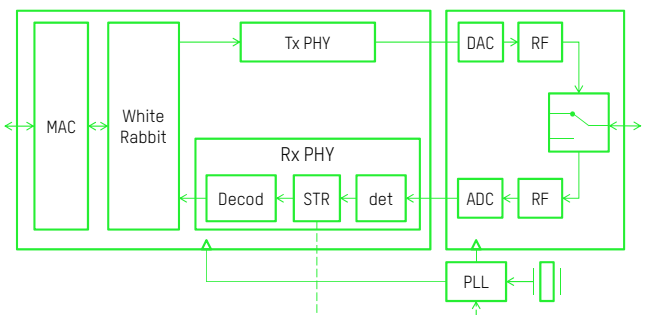 MAC
White
Rabbit
Tx PHY
DAC
RF
Rx PHY
Decod
STR
det
ADC
RF
PLL